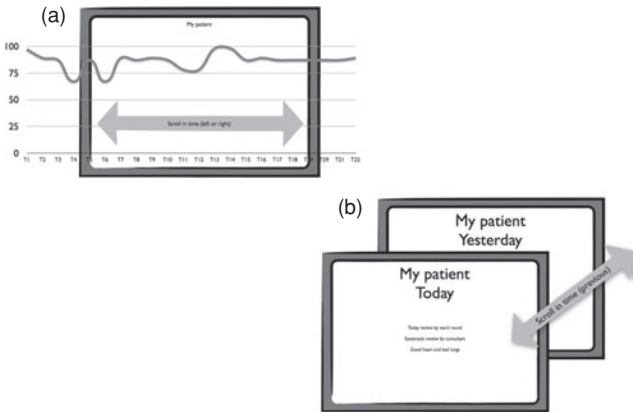 (a)
My patient
100
75
50
25
0
Scroll in time (left or right)
T1 T2 T3 T4 T5 T6 T7 T8 T9 T10 T11 T12 T13 T14 T15 T16 T17 T18 T19 T20 T21 T22
(b)
My patient
Yesterday
My patient
Today
Scroll in time (previous)
Today review by ward round
Systematic review by consultant
Good heart and bad lungs